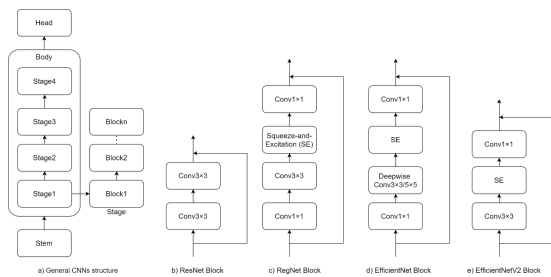 Head
Body
Stage4
Stage3
Stage2
Stage1
Stem
Blockn
Block2
Block1
Stage
a) General CNNs structure
Conv3×3
Conv3×3
b) ResNet Block
Conv1×1
Squeeze-and-
Excitation (SE)
Conv3×3
Conv1×1
c) RegNet Block
Conv1×1
SE
Deepwise
Conv3×3/5×5
Conv1×1
d) EfficientNet Block
Conv1×1
SE
Conv3×3
e) EfficientNetV2 Block